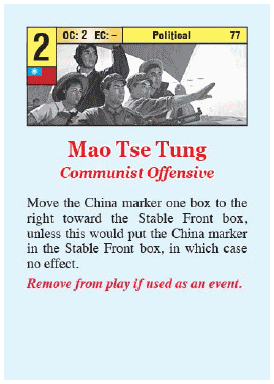 2
OC: 2 EC: – Political 77
Mao Tse Tung
Communist Offensive
Move the China marker one box to the
right toward the Stable Front box,
unless this would put the China marker
in the Stable Front box, in which case
no effect.
Remove from play if used as an event.